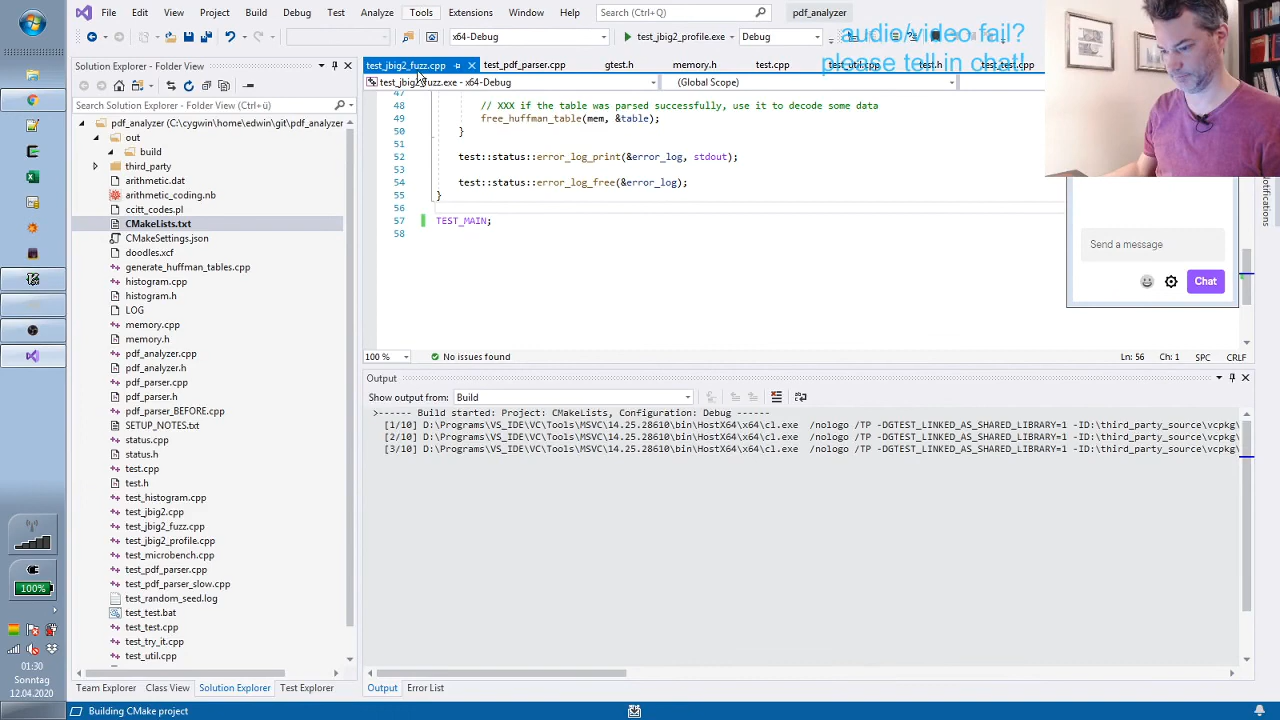 File Edit View Project Build Debug Test Analyze Tools Extensions Window Help Search (Ctrl+Q) pdf_analyzer
x64-Debug test_jbig2_profile.exe Debug
audio/video fail?
please tell in chat!
Solution Explorer - Folder View
Search Solution Explorer - Folder View (Ctrl+ü)
pdf_analyzer (C:\cygwin\home\edwin\git\pdf_analyzer
out
build
third_party
arithmetic.dat
arithmetic_coding.nb
ccitt_codes.pl
CMakeLists.txt
CMakeSettings.json
doodles.xcf
generate_huffman_tables.cpp
histogram.cpp
histogram.h
LOG
memory.cpp
memory.h
pdf_analyzer.cpp
pdf_analyzer.h
pdf_parser.cpp
pdf_parser.h
pdf_parser_BEFORE.cpp
SETUP_NOTES.txt
status.cpp
status.h
test.cpp
test.h
test_histogram.cpp
test_jbig2.cpp
test_jbig2_fuzz.cpp
test_jbig2_profile.cpp
test_microbench.cpp
test_pdf_parser.cpp
test_pdf_parser_slow.cpp
test_random_seed.log
test_test.bat
test_test.cpp
test_try_it.cpp
test_util.cpp
Team Explorer Class View Solution Explorer Test Explorer
test_jbig2_fuzz.cpp test_pdf_parser.cpp gtest.h memory.h test.cpp test_util.cpp test.h test_test.cpp
test_jbig2_fuzz.exe - x64-Debug (Global Scope)
47
48 // XXX if the table was parsed successfully, use it to decode some data
49 free_huffman_table(mem, &table);
50 }
51
52 test::status::error_log_print(&error_log, stdout);
53
54 test::status::error_log_free(&error_log);
55 }
56
57 TEST_MAIN;
58
100 % No issues found Ln: 56 Ch: 1 SPC CRLF
Output
Show output from: Build
>------ Build started: Project: CMakeLists, Configuration: Debug ------
[1/10] D:\Programs\VS_IDE\VC\Tools\MSVC\14.25.28610\bin\HostX64\x64\cl.exe /nologo /TP -DGTEST_LINKED_AS_SHARED_LIBRARY=1 -ID:\third_party_source\vcpkg\
[2/10] D:\Programs\VS_IDE\VC\Tools\MSVC\14.25.28610\bin\HostX64\x64\cl.exe /nologo /TP -DGTEST_LINKED_AS_SHARED_LIBRARY=1 -ID:\third_party_source\vcpkg\
[3/10] D:\Programs\VS_IDE\VC\Tools\MSVC\14.25.28610\bin\HostX64\x64\cl.exe /nologo /TP -DGTEST_LINKED_AS_SHARED_LIBRARY=1 -ID:\third_party_source\vcpkg\
Output Error List
Send a message
Chat
Notifications
100%
01:30
Sonntag
12.04.2020
Building CMake project